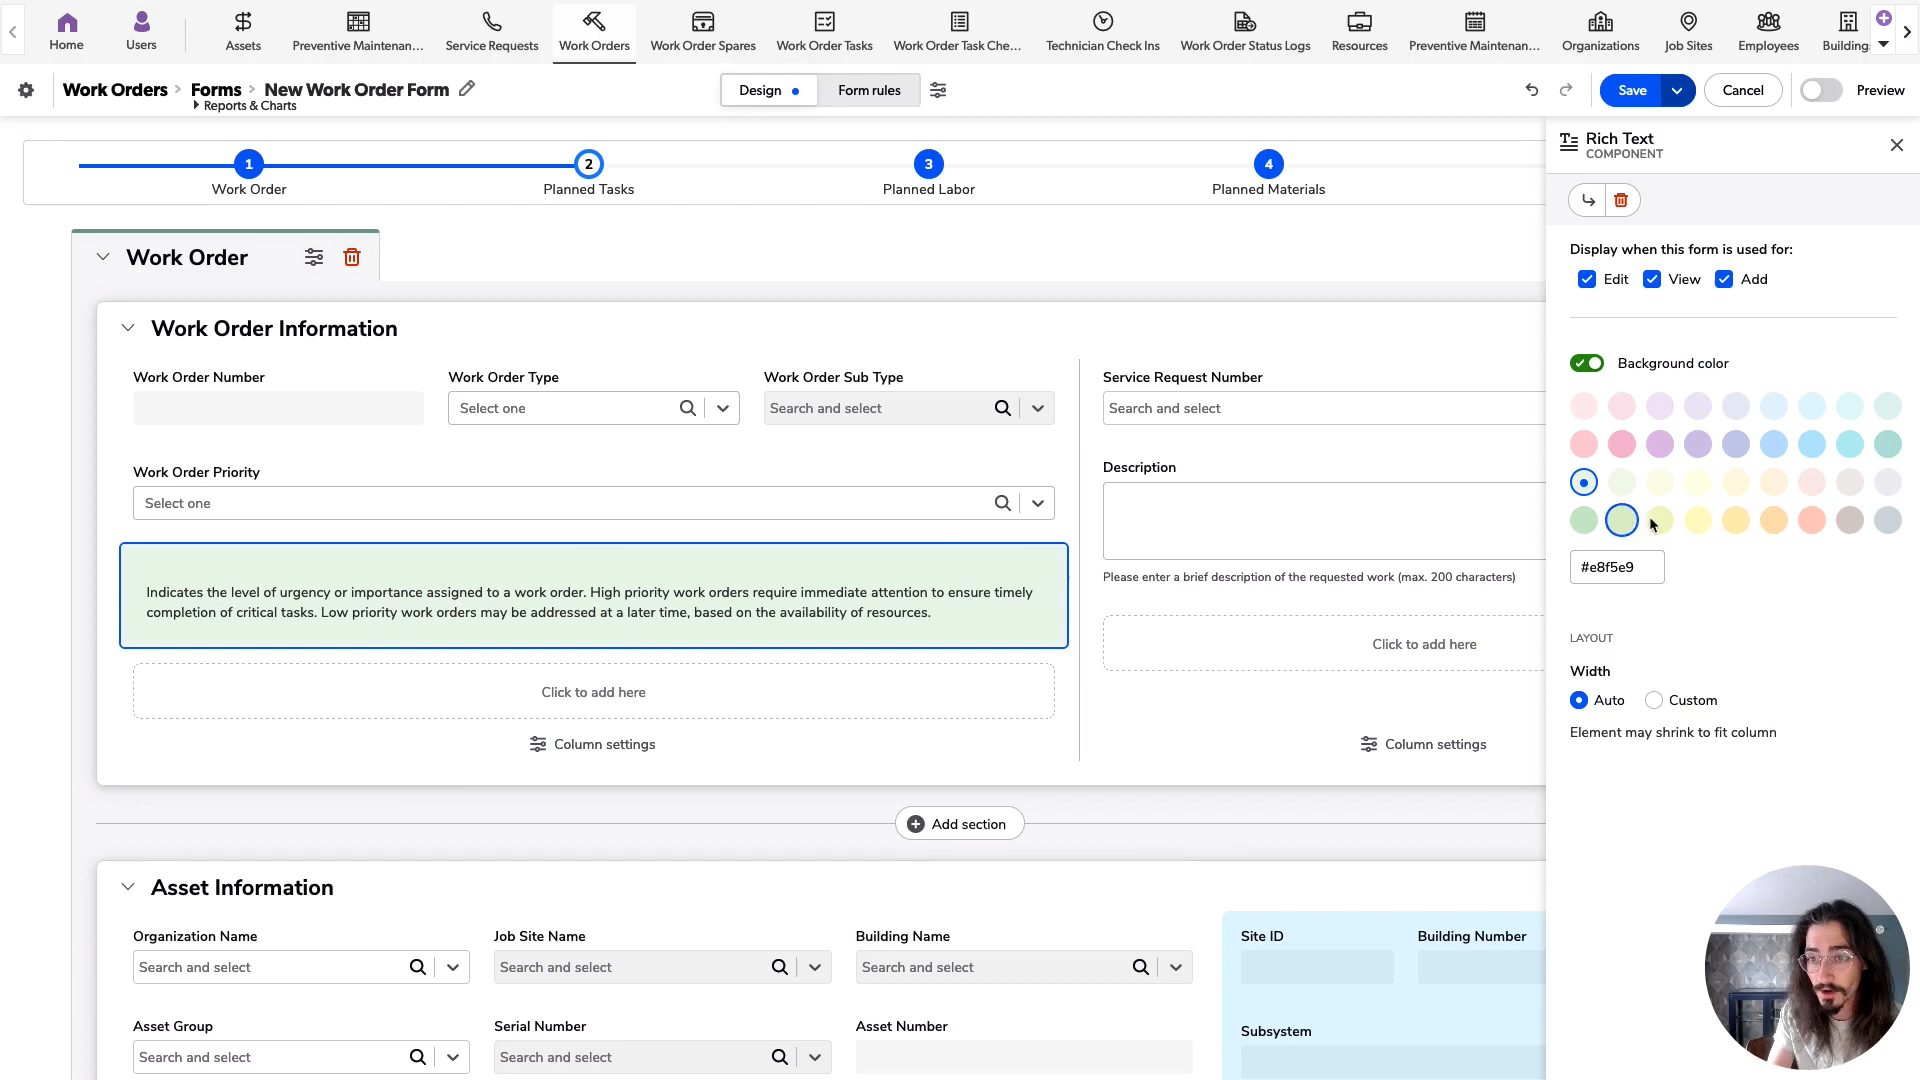 Home
Users
Assets
Preventive Maintenan...
Service Requests
Work Orders
Work Order Spares
Work Order Tasks
Work Order Task Che...
Technician Check Ins
Work Order Status Logs
Resources
Preventive Maintenan...
Organizations
Job Sites
Employees
Building
Work Orders
Forms
New Work Order Form
Reports & Charts
Design
Form rules
Save
Cancel
Preview
1
2
3
4
Work Order
Planned Tasks
Planned Labor
Planned Materials
Rich Text
COMPONENT
Display when this form is used for:
Edit
View
Add
Background color
#e8f5e9
LAYOUT
Width
Auto
Custom
Element may shrink to fit column
Work Order
Work Order Information
Work Order Number
Work Order Type
Work Order Sub Type
Service Request Number
Select one
Search and select
Search and select
Work Order Priority
Description
Select one
Indicates the level of urgency or importance assigned to a work order. High priority work orders require immediate attention to ensure timely
completion of critical tasks. Low priority work orders may be addressed at a later time, based on the availability of resources.
Please enter a brief description of the requested work (max. 200 characters)
Click to add here
Click to add here
Column settings
Column settings
Add section
Asset Information
Organization Name
Job Site Name
Building Name
Site ID
Building Number
Search and select
Search and select
Search and select
Asset Group
Serial Number
Asset Number
Subsystem
Search and select
Search and select